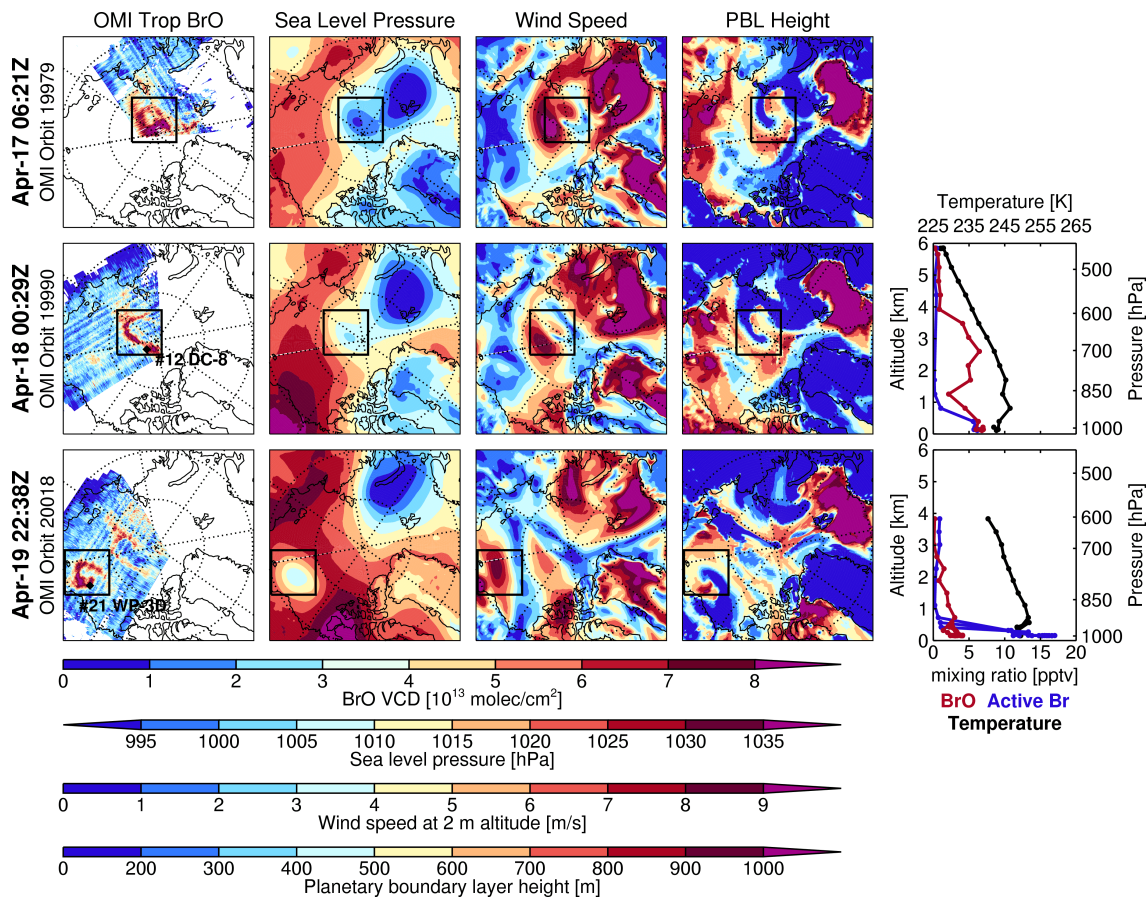 OMI Trop BrO Sea Level Pressure Wind Speed PBL Height
Apr-17 06:21Z
OMI Orbit 19979
Apr-18 00:29Z
OMI Orbit 19990
#12 DC-8
Apr-19 22:38Z
OMI Orbit 20018
#21 WP-3D
Temperature [K]
225 235 245 255 265
6
5
4
3
2
1
0
Altitude [km]
500
600
700
850
1000
Pressure [hPa]
6
5
4
3
2
1
0
Altitude [km]
500
600
700
850
1000
Pressure [hPa]
0 5 10 15 20
mixing ratio [pptv]
BrO Active Br
Temperature
0 1 2 3 4 5 6 7 8
BrO VCD [10¹³ molec/cm²]
995 1000 1005 1010 1015 1020 1025 1030 1035
Sea level pressure [hPa]
0 1 2 3 4 5 6 7 8 9
Wind speed at 2 m altitude [m/s]
0 200 300 400 500 600 700 800 900 1000
Planetary boundary layer height [m]